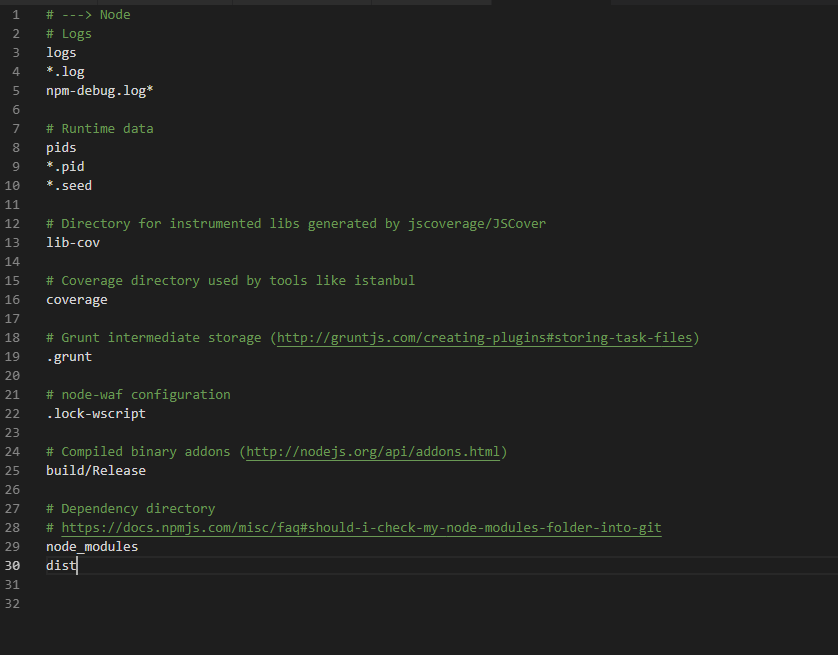 1 # ---> Node
2 # Logs
3 logs
4 *.log
5 npm-debug.log*
6
7 # Runtime data
8 pids
9 *.pid
10 *.seed
11
12 # Directory for instrumented libs generated by jscoverage/JSCover
13 lib-cov
14
15 # Coverage directory used by tools like istanbul
16 coverage
17
18 # Grunt intermediate storage (http://gruntjs.com/creating-plugins#storing-task-files)
19 .grunt
20
21 # node-waf configuration
22 .lock-wscript
23
24 # Compiled binary addons (http://nodejs.org/api/addons.html)
25 build/Release
26
27 # Dependency directory
28 # https://docs.npmjs.com/misc/faq#should-i-check-my-node-modules-folder-into-git
29 node_modules
30 dist
31
32